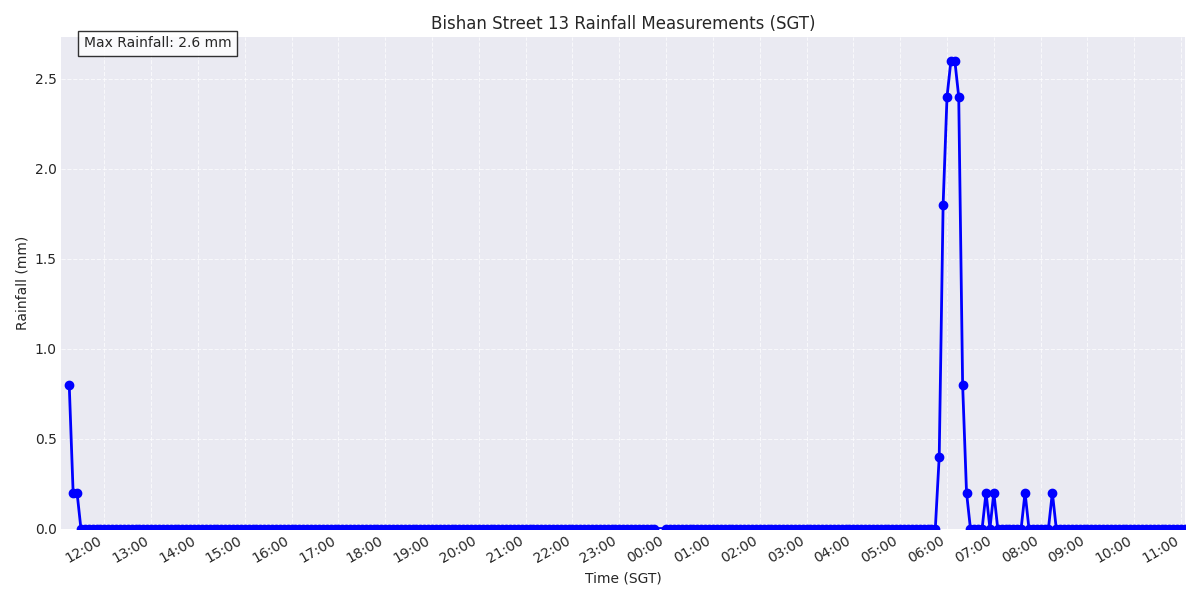 Bishan Street 13 Rainfall Measurements (SGT)
Max Rainfall: 2.6 mm
Rainfall (mm)
2.5
2.0
1.5
1.0
0.5
0.0
12:00 13:00 14:00 15:00 16:00 17:00 18:00 19:00 20:00 21:00 22:00 23:00 00:00 01:00 02:00 03:00 04:00 05:00 06:00 07:00 08:00 09:00 10:00 11:00
Time (SGT)